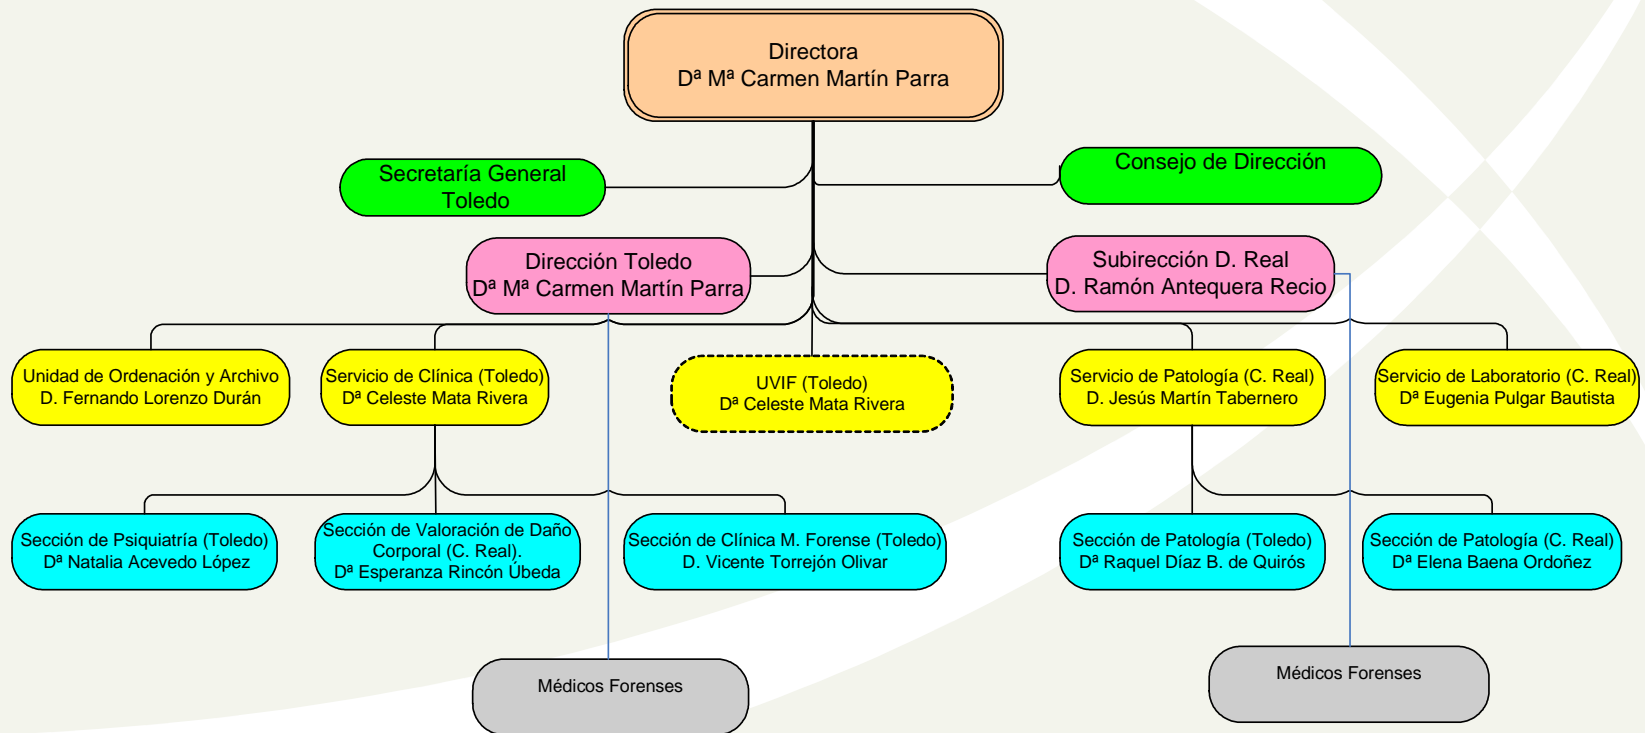 Directora
Dª Mª Carmen Martín Parra
Secretaría General
Toledo
Consejo de Dirección
Dirección Toledo
Dª Mª Carmen Martín Parra
Subirección D. Real
D. Ramón Antequera Recio
Unidad de Ordenación y Archivo
D. Fernando Lorenzo Durán
Servicio de Clínica (Toledo)
Dª Celeste Mata Rivera
UVIF (Toledo)
Dª Celeste Mata Rivera
Servicio de Patología (C. Real)
D. Jesús Martín Tabernero
Servicio de Laboratorio (C. Real)
Dª Eugenia Pulgar Bautista
Sección de Psiquiatría (Toledo)
Dª Natalia Acevedo López
Sección de Valoración de Daño
Corporal (C. Real).
Dª Esperanza Rincón Úbeda
Sección de Clínica M. Forense (Toledo)
D. Vicente Torrejón Olivar
Sección de Patología (Toledo)
Dª Raquel Díaz B. de Quirós
Sección de Patología (C. Real)
Dª Elena Baena Ordoñez
Médicos Forenses
Médicos Forenses